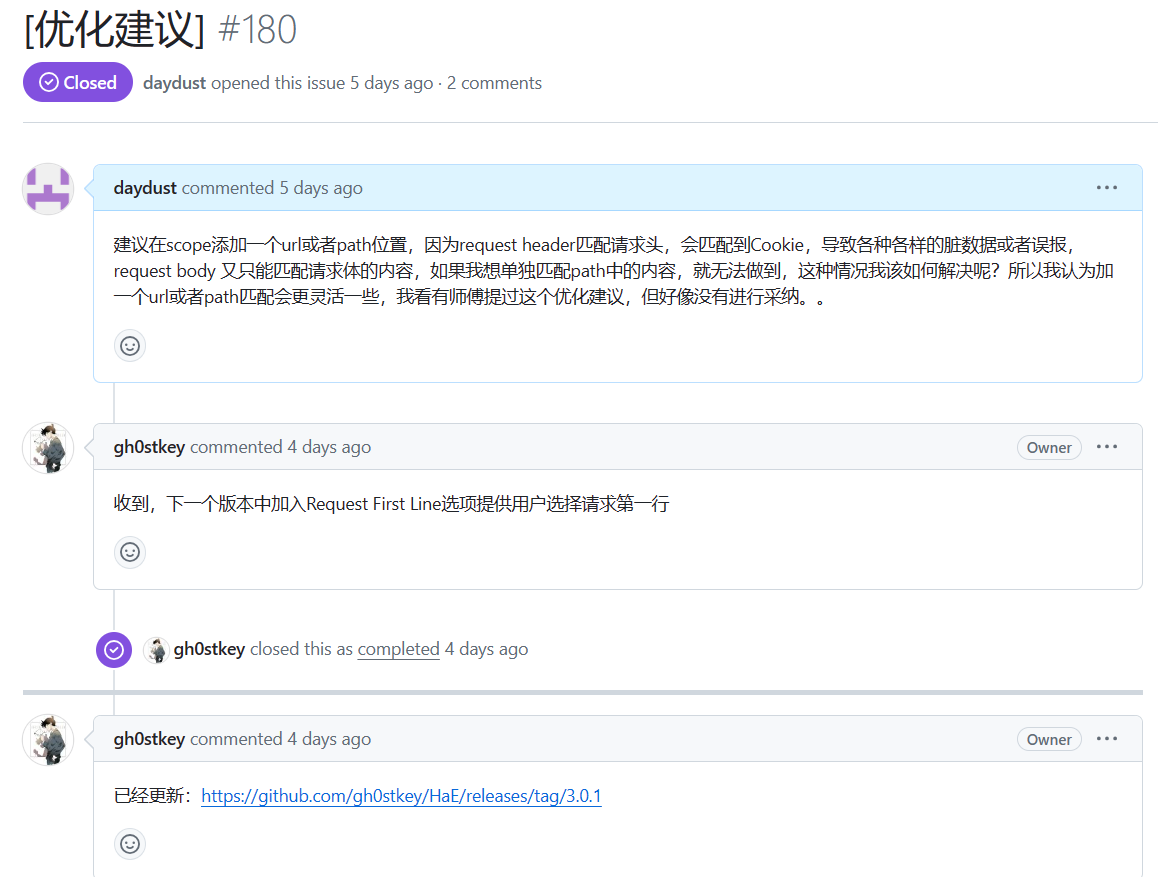 [优化建议] #180
Closed daydust opened this issue 5 days ago · 2 comments
daydust commented 5 days ago
建议在scope添加一个url或者path位置，因为request header匹配请求头，会匹配到Cookie，导致各种各样的脏数据或者误报，
request body 又只能匹配请求体的内容，如果我想单独匹配path中的内容，就无法做到，这种情况我该如何解决呢？所以我认为加
一个url或者path匹配会更灵活一些，我看有师傅提过这个优化建议，但好像没有进行采纳。。
gh0stkey commented 4 days ago Owner
收到，下一个版本中加入Request First Line选项提供用户选择请求第一行
gh0stkey closed this as completed 4 days ago
gh0stkey commented 4 days ago Owner
已经更新：https://github.com/gh0stkey/HaE/releases/tag/3.0.1